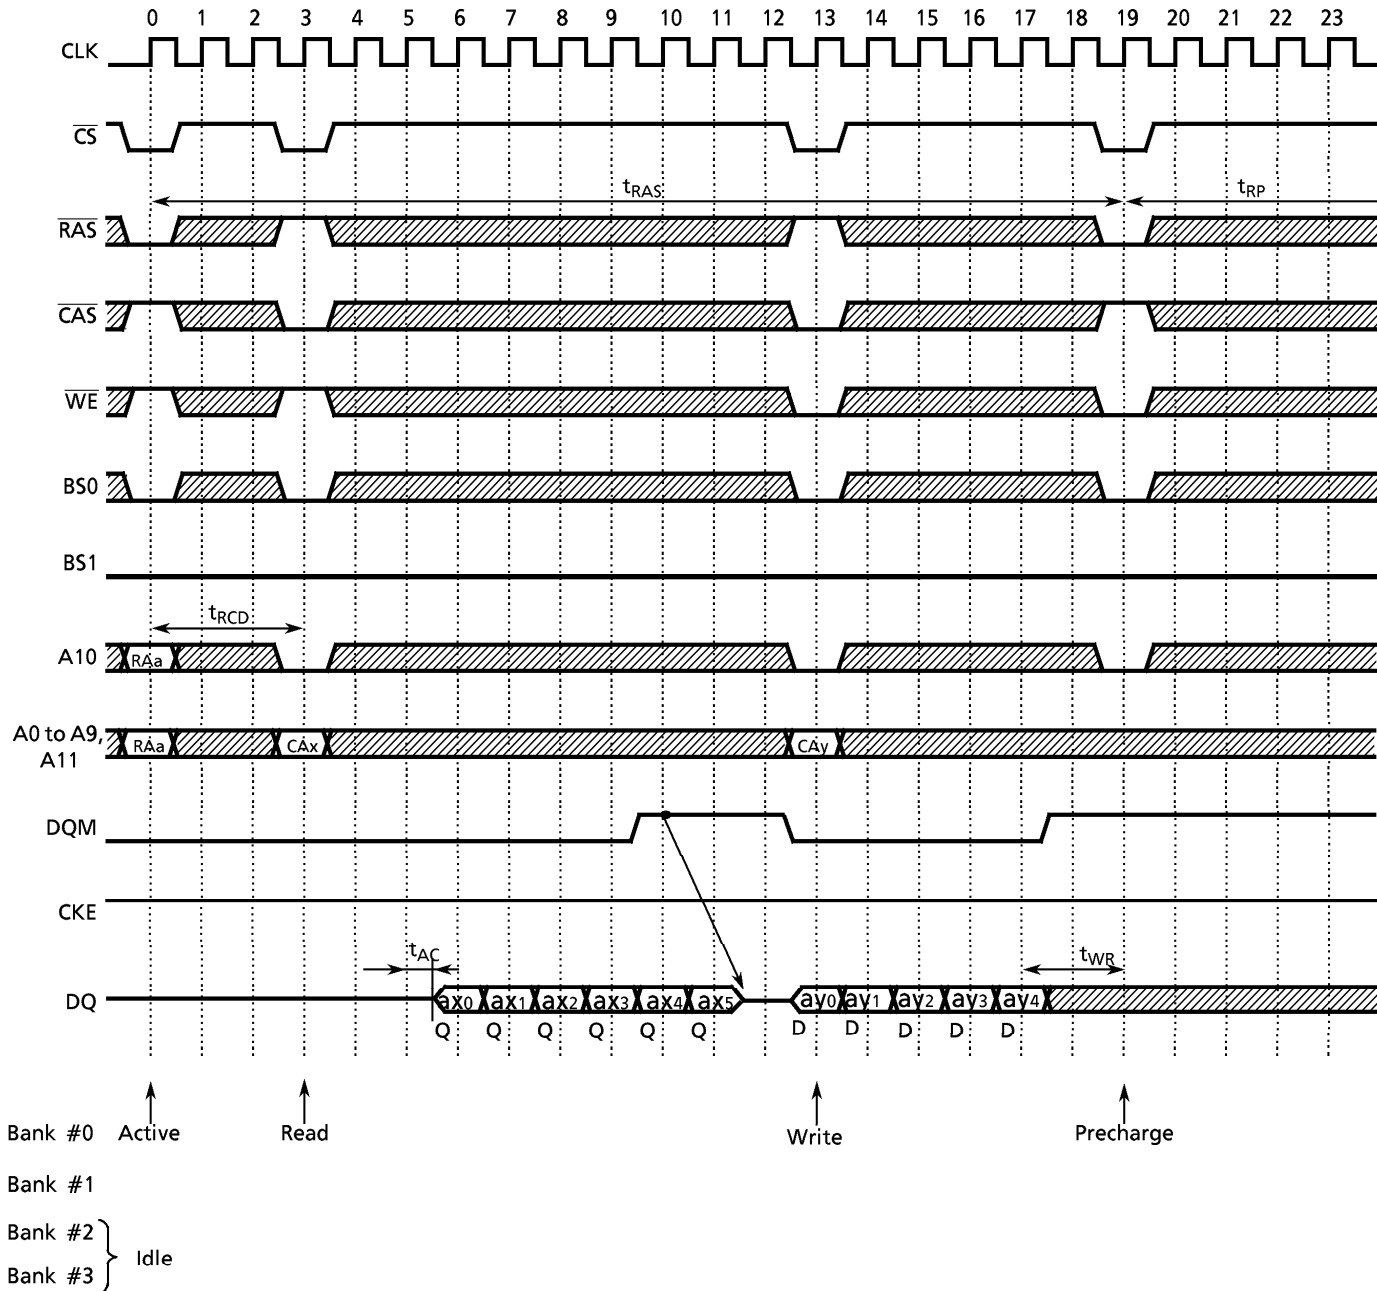 0 1 2 3 4 5 6 7 8 9 10 11 12 13 14 15 16 17 18 19 20 21 22 23
CLK
CS
tRAS tRP
RAS
CAS
WE
BS0
BS1
tRCD
A10 RAa
A0 to A9, RAa CAx CAy
A11
DQM
CKE
tAC tWR
DQ ax0 ax1 ax2 ax3 ax4 ax5 ay0 ay1 ay2 ay3 ay4
Q Q Q Q Q Q D D D D D
Bank #0 Active Read Write Precharge
Bank #1
Bank #2
Idle
Bank #3